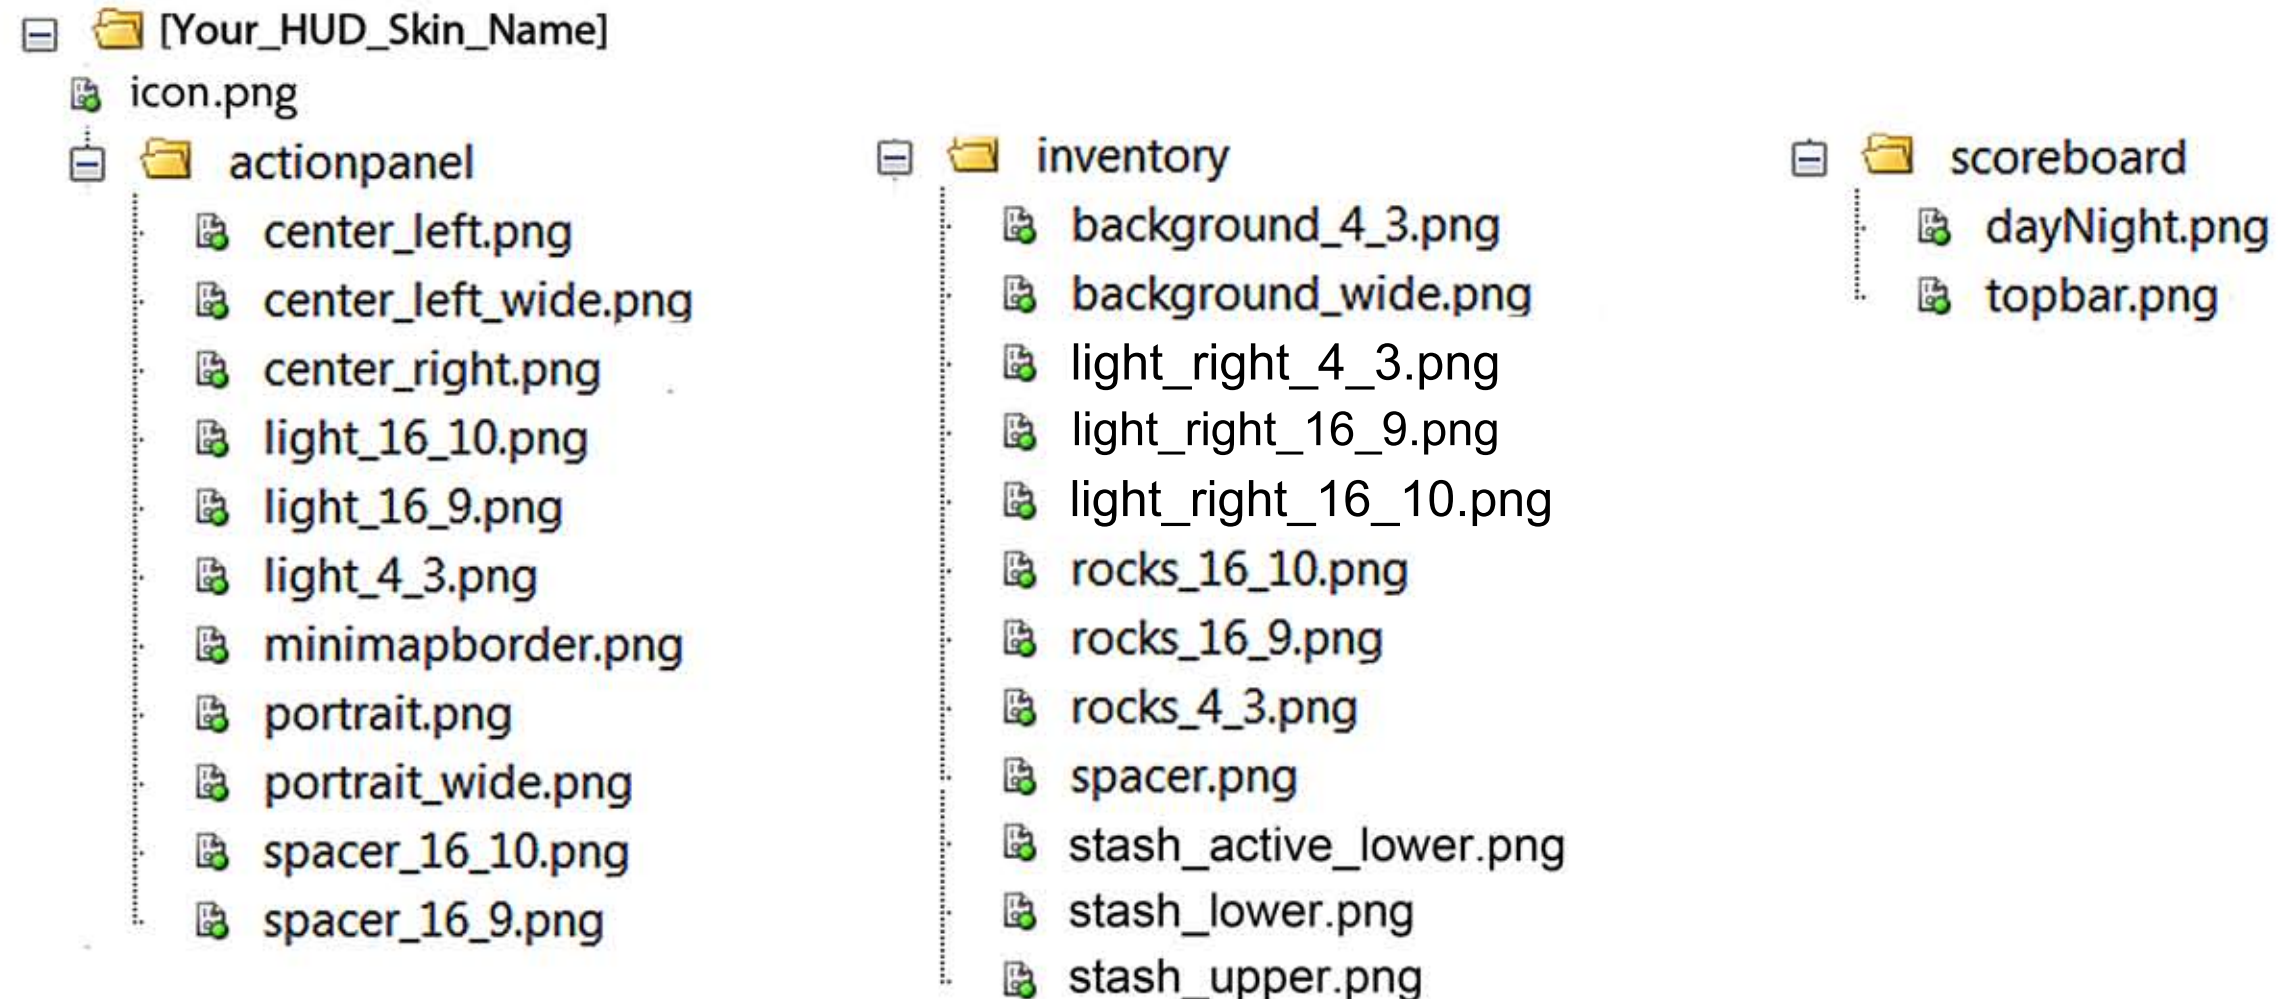 [Your_HUD_Skin_Name]
icon.png
actionpanel
center_left.png
center_left_wide.png
center_right.png
light_16_10.png
light_16_9.png
light_4_3.png
minimapborder.png
portrait.png
portrait_wide.png
spacer_16_10.png
spacer_16_9.png
inventory
background_4_3.png
background_wide.png
light_right_4_3.png
light_right_16_9.png
light_right_16_10.png
rocks_16_10.png
rocks_16_9.png
rocks_4_3.png
spacer.png
stash_active_lower.png
stash_lower.png
stash_upper.png
scoreboard
dayNight.png
topbar.png